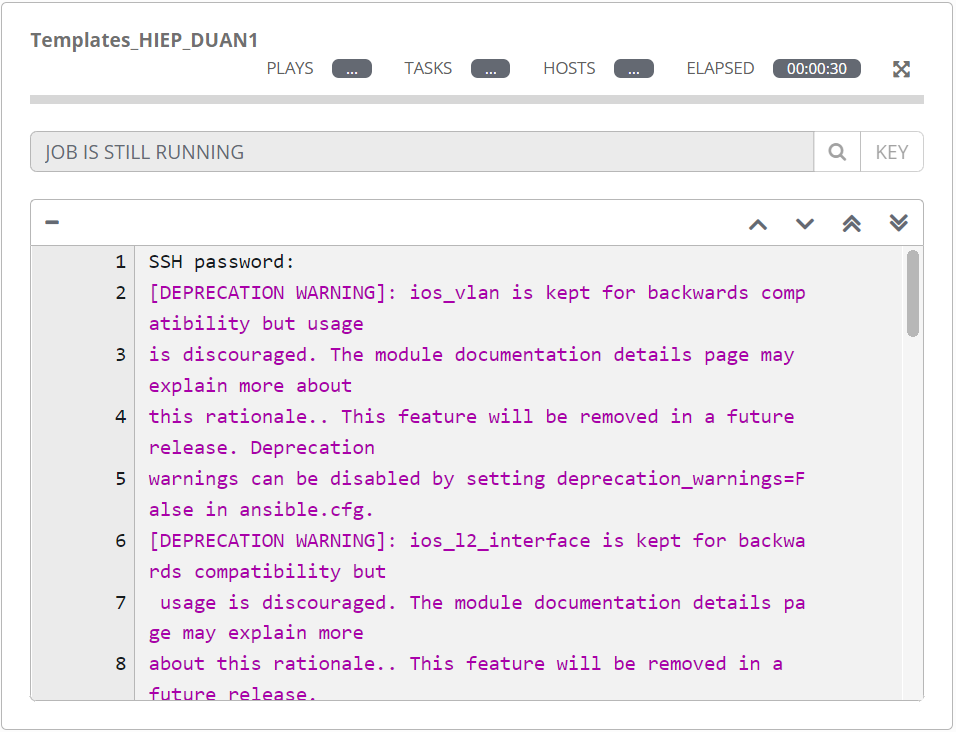 Templates_HIEP_DUAN1
PLAYS ... TASKS ... HOSTS ... ELAPSED 00:00:30
JOB IS STILL RUNNING KEY
1 SSH password:
2 [DEPRECATION WARNING]: ios_vlan is kept for backwards comp
atibility but usage
3 is discouraged. The module documentation details page may
explain more about
4 this rationale.. This feature will be removed in a future
release. Deprecation
5 warnings can be disabled by setting deprecation_warnings=F
alse in ansible.cfg.
6 [DEPRECATION WARNING]: ios_l2_interface is kept for backwa
rds compatibility but
7 usage is discouraged. The module documentation details pa
ge may explain more
8 about this rationale.. This feature will be removed in a
future release.